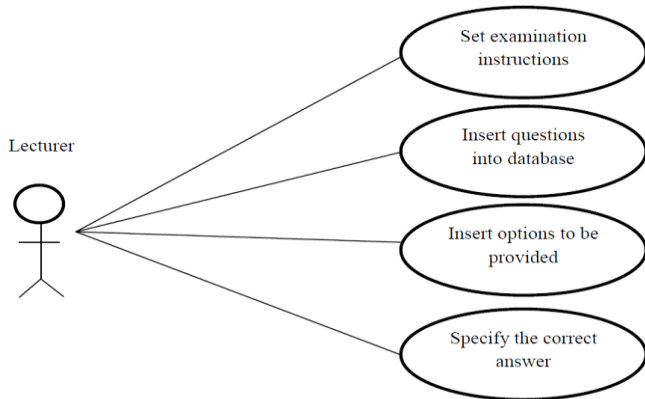 Set examination
instructions
Lecturer
Insert questions
into database
Insert options to be
provided
Specify the correct
answer